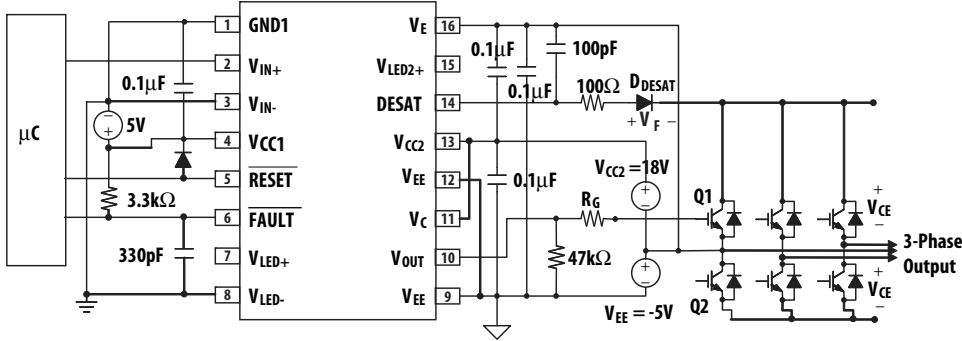 μC
0.1μF
5V
3.3kΩ
330pF
1 GND1
2 VIN+
3 VIN-
4 VCC1
5 RESET
6 FAULT
7 VLED+
8 VLED-
VE 16
VLED2+ 15
DESAT 14
VCC2 13
VEE 12
VC 11
VOUT 10
VEE 9
0.1μF
0.1μF
100pF
100Ω
DDESAT
+ VF −
0.1μF
VCC2 = 18V
RG
47kΩ
VEE = -5V
Q1
Q2
+
VCE
−
3-Phase
Output
+
VCE
−